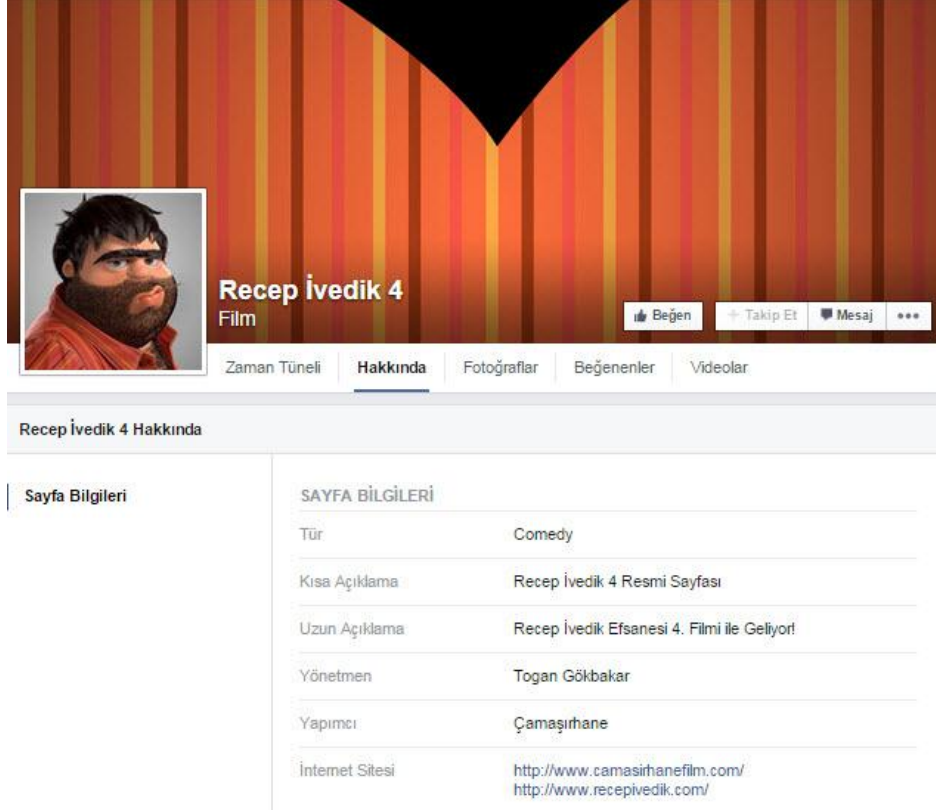 Recep İvedik 4
Film
Beğen
+ Takip Et
Mesaj
Zaman Tüneli Hakkında Fotoğraflar Beğenenler Videolar
Recep İvedik 4 Hakkında
Sayfa Bilgileri
SAYFA BİLGİLERİ
Tür Comedy
Kısa Açıklama Recep İvedik 4 Resmi Sayfası
Uzun Açıklama Recep İvedik Efsanesi 4. Filmi ile Geliyor!
Yönetmen Togan Gökbakar
Yapımcı Çamaşırhane
İnternet Sitesi http://www.camasirhanefilm.com/
http://www.recepivedik.com/